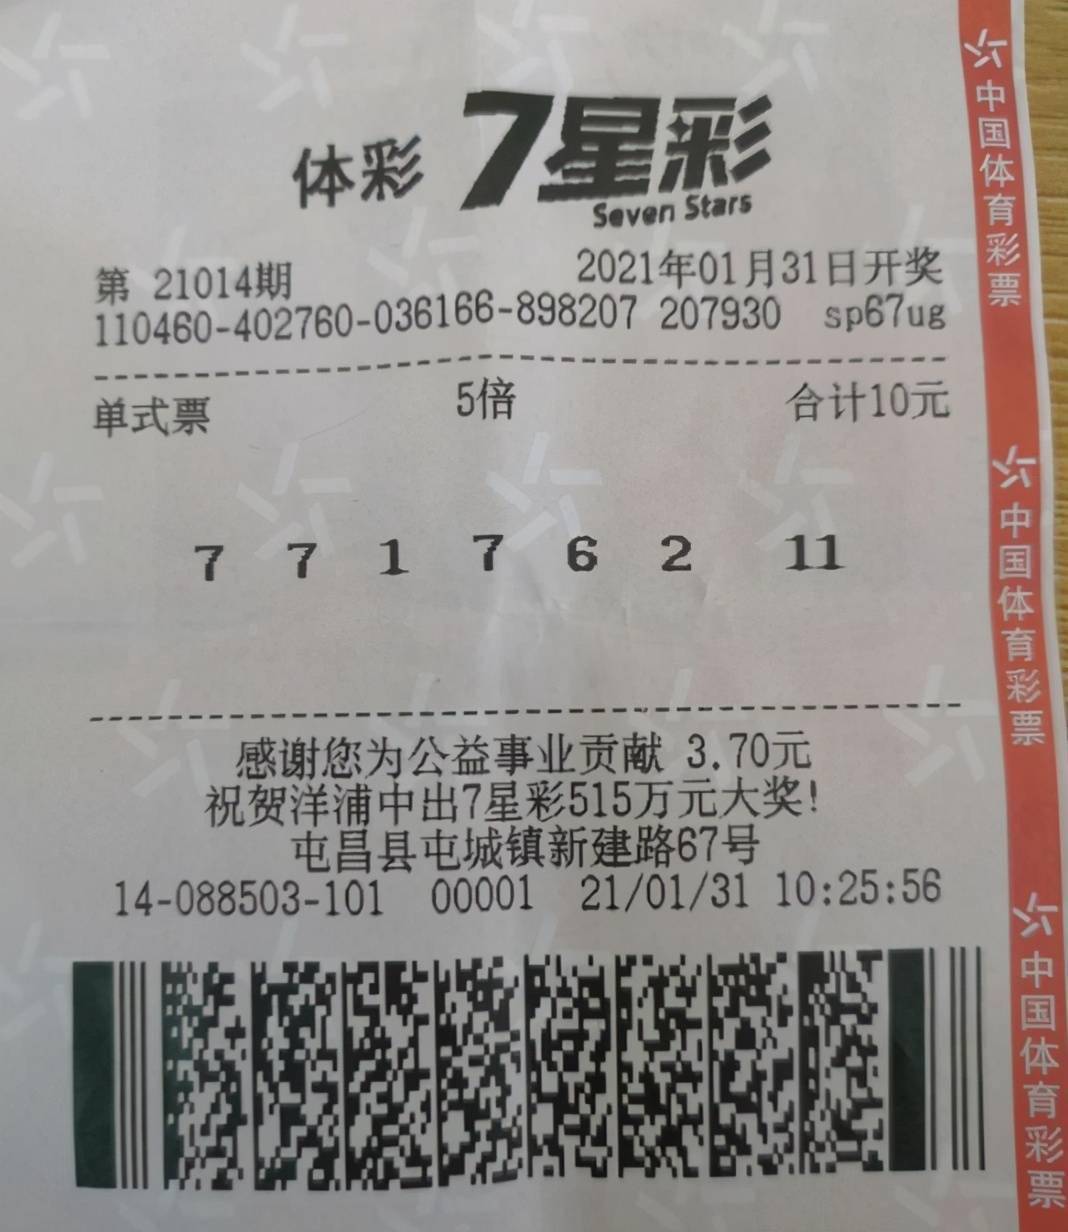 体彩 7星彩
Seven Stars
第 21014期 2021年01月31日开奖
110460-402760-036166-898207 207930 sp67ug
单式票 5倍 合计10元
7 7 1 7 6 2 11
感谢您为公益事业贡献 3.70元
祝贺洋浦中出7星彩515万元大奖!
屯昌县屯城镇新建路67号
14-088503-101 00001 21/01/31 10:25:56
中国体育彩票
中国体育彩票
中国体育彩票